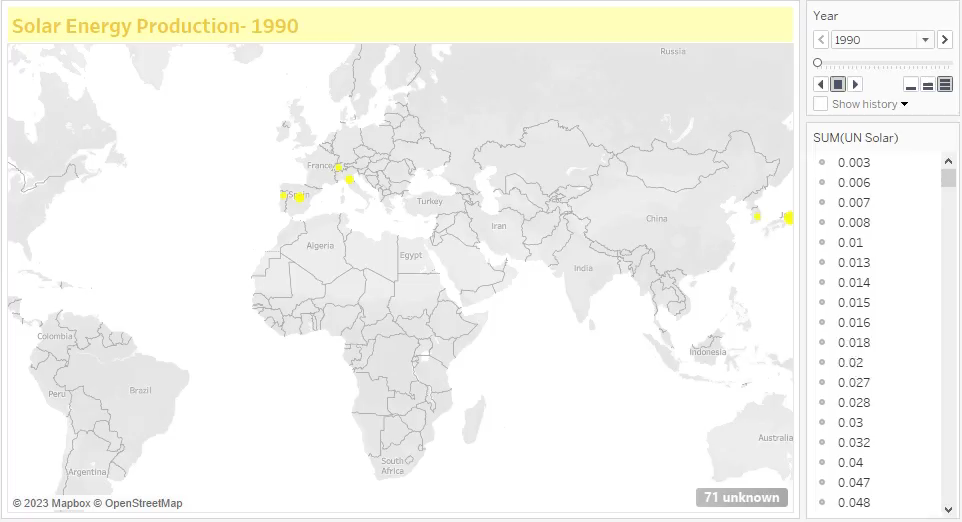 Solar Energy Production- 1990
Year
1990
Show history
SUM(UN Solar)
0.003
0.006
0.007
0.008
0.01
0.013
0.014
0.015
0.016
0.018
0.02
0.027
0.028
0.03
0.032
0.04
0.047
0.048
Russia
France
Spain
Turkey
China
Iran
Algeria
Egypt
India
Colombia
Indonesia
Peru
Brazil
Australia
South
Africa
Argentina
71 unknown
© 2023 Mapbox © OpenStreetMap